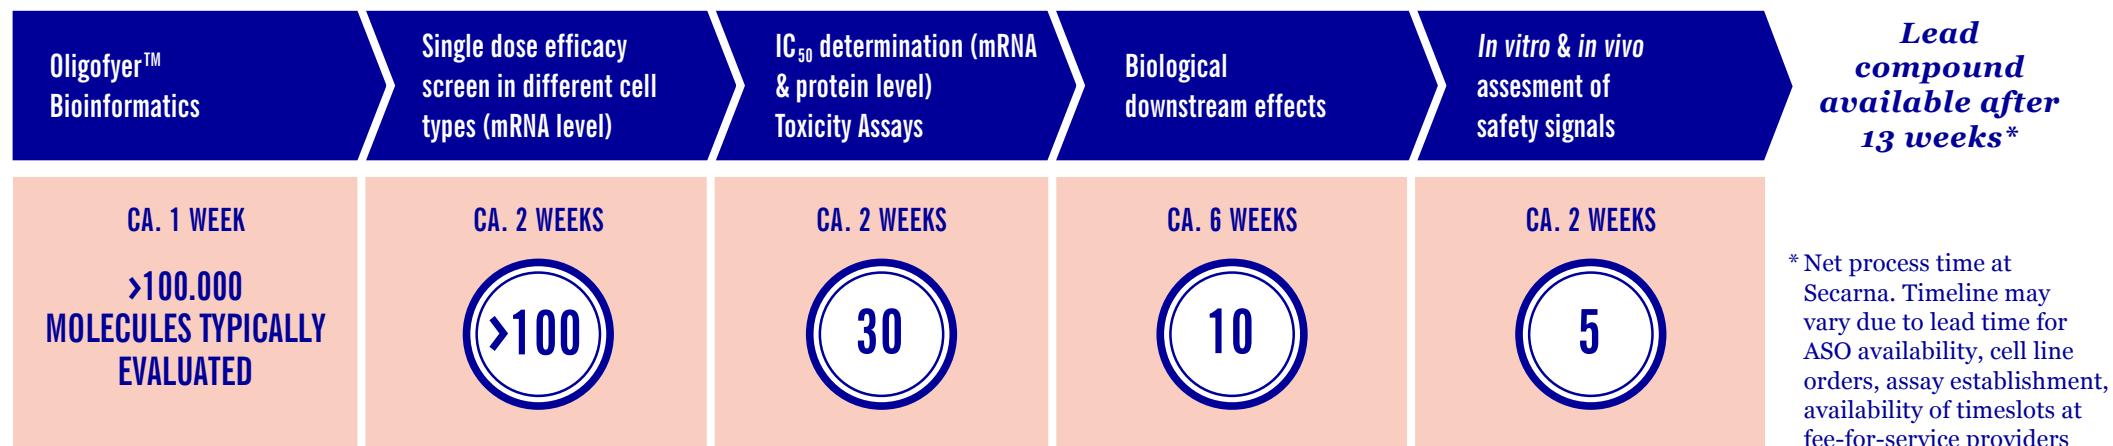 Oligofyer™
Bioinformatics
Single dose efficacy
screen in different cell
types (mRNA level)
IC50 determination (mRNA
& protein level)
Toxicity Assays
Biological
downstream effects
In vitro & in vivo
assesment of
safety signals
Lead
compound
available after
13 weeks*
CA. 1 WEEK
>100.000
MOLECULES TYPICALLY
EVALUATED
CA. 2 WEEKS
>100
CA. 2 WEEKS
30
CA. 6 WEEKS
10
CA. 2 WEEKS
5
* Net process time at
Secarna. Timeline may
vary due to lead time for
ASO availability, cell line
orders, assay establishment,
availability of timeslots at
fee-for-service providers